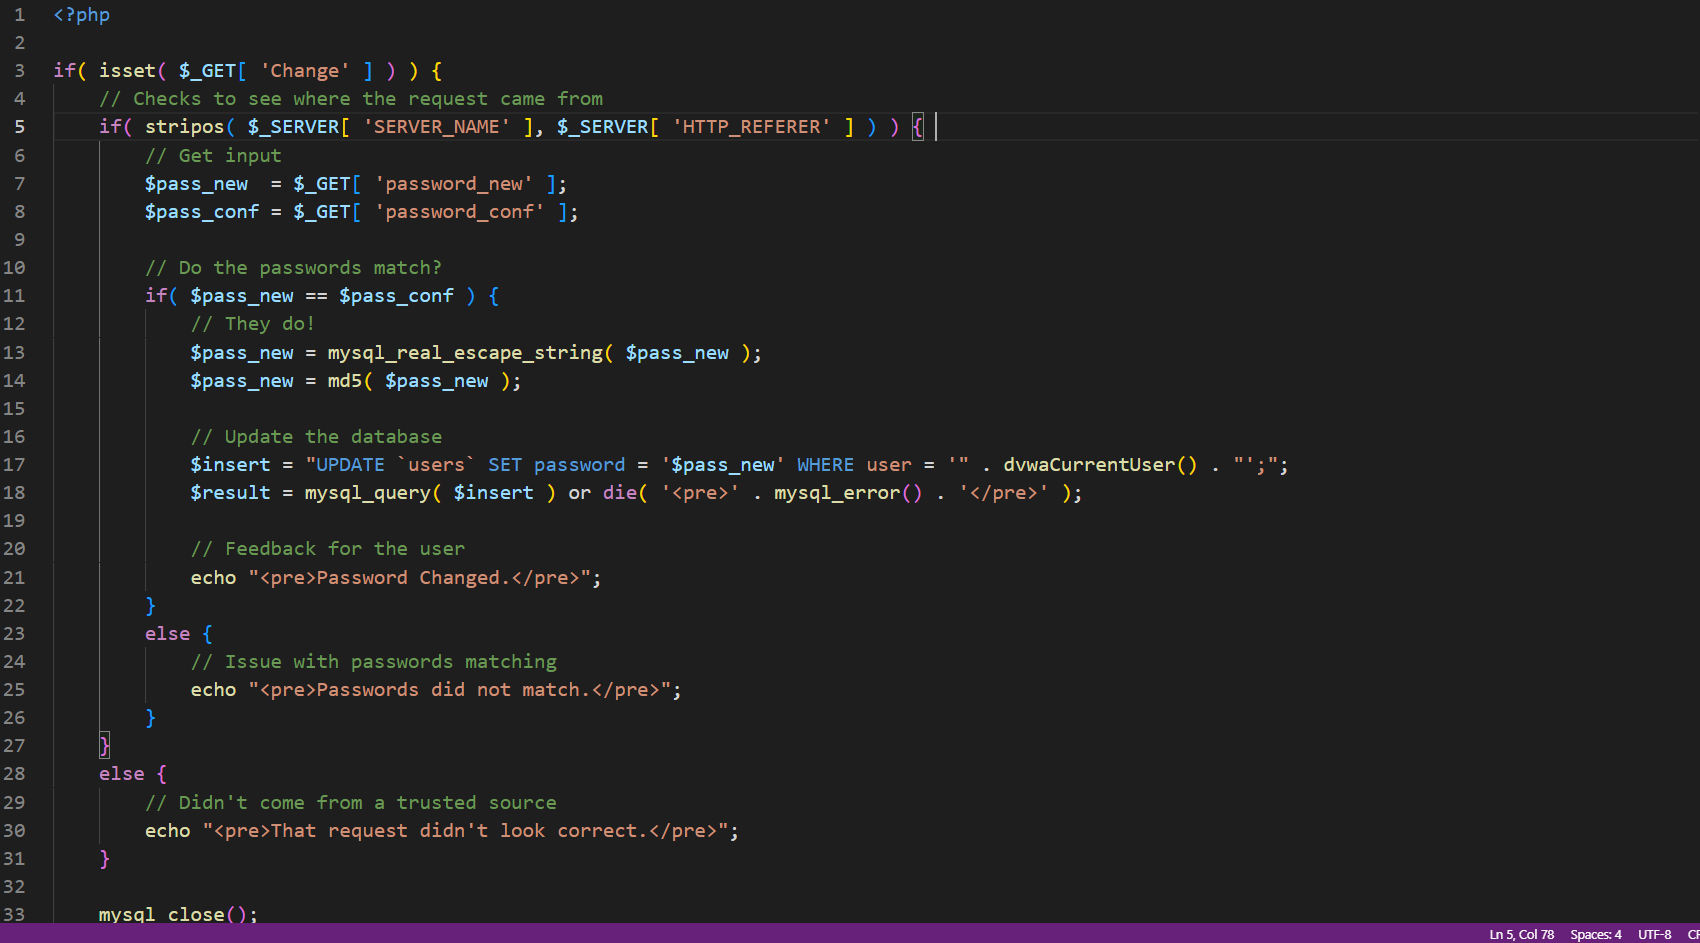 1 <?php
2
3 if( isset( $_GET[ 'Change' ] ) ) {
4     // Checks to see where the request came from
5     if( stripos( $_SERVER[ 'SERVER_NAME' ], $_SERVER[ 'HTTP_REFERER' ] ) ) {
6         // Get input
7         $pass_new  = $_GET[ 'password_new' ];
8         $pass_conf = $_GET[ 'password_conf' ];
9
10         // Do the passwords match?
11         if( $pass_new == $pass_conf ) {
12             // They do!
13             $pass_new = mysql_real_escape_string( $pass_new );
14             $pass_new = md5( $pass_new );
15
16             // Update the database
17             $insert = "UPDATE `users` SET password = '$pass_new' WHERE user = '" . dvwaCurrentUser() . "';";
18             $result = mysql_query( $insert ) or die( '<pre>' . mysql_error() . '</pre>' );
19
20             // Feedback for the user
21             echo "<pre>Password Changed.</pre>";
22         }
23         else {
24             // Issue with passwords matching
25             echo "<pre>Passwords did not match.</pre>";
26         }
27     }
28     else {
29         // Didn't come from a trusted source
30         echo "<pre>That request didn't look correct.</pre>";
31     }
32
33     mysql_close();
Ln 5, Col 78 Spaces: 4 UTF-8